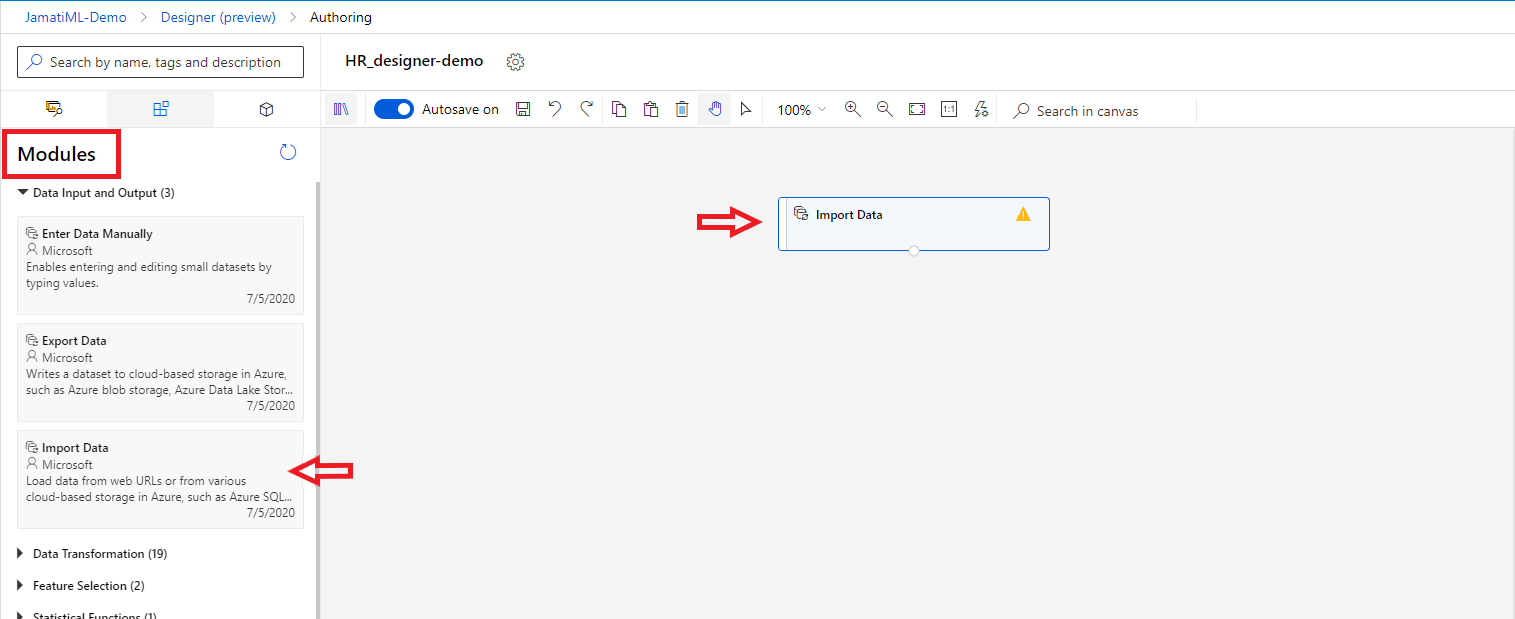 JamatiML-Demo > Designer (preview) > Authoring
Search by name, tags and description
HR_designer-demo
Autosave on
100%
1:1
Search in canvas
Modules
Data Input and Output (3)
Enter Data Manually
Microsoft
Enables entering and editing small datasets by
typing values.
7/5/2020
Export Data
Microsoft
Writes a dataset to cloud-based storage in Azure,
such as Azure blob storage, Azure Data Lake Stor...
7/5/2020
Import Data
Microsoft
Load data from web URLs or from various
cloud-based storage in Azure, such as Azure SQL...
7/5/2020
Data Transformation (19)
Feature Selection (2)
Statistical Functions (1)
Import Data